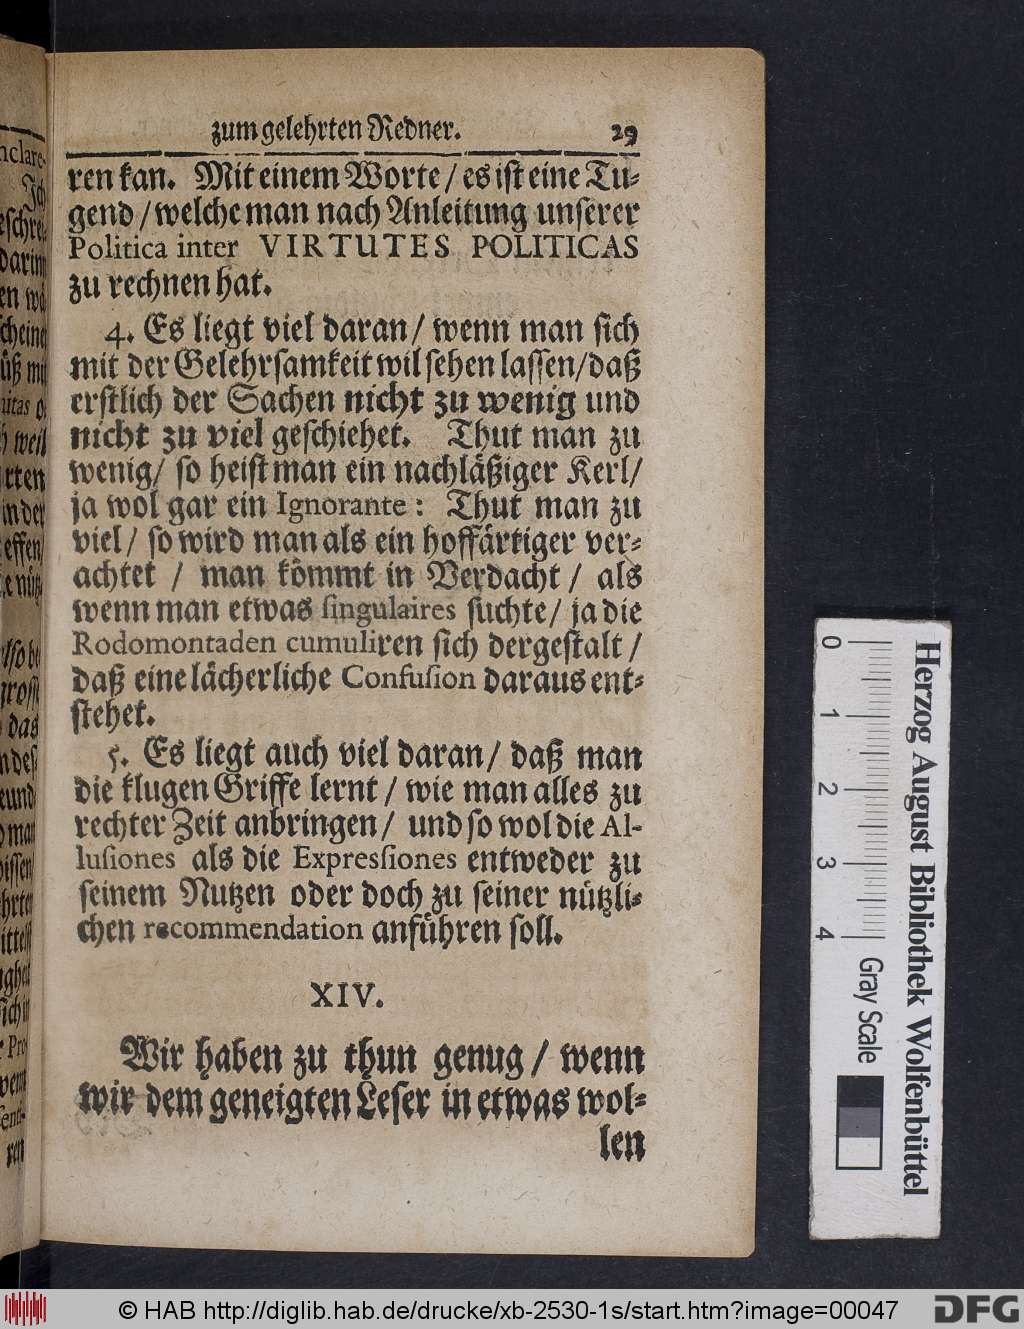 zum gelehrten Redner. 29
ren kan. Mit einem Worte / es ist eine Tu-
gend / welche man nach Anleitung unserer
Politica inter VIRTUTES POLITICAS
zu rechnen hat.
4. Es liegt viel daran / wenn man sich
mit der Gelehrsamkeit wil sehen lassen / daß
erstlich der Sachen nicht zu wenig und
nicht zu viel geschiehet. Thut man zu
wenig / so heist man ein nachläßiger Kerl /
ja wol gar ein Ignorante : Thut man zu
viel / so wird man als ein hoffärtiger ver-
achtet / man kömmt in Verdacht / als
wenn man etwas singulaires suchte / ja die
Rodomontaden cumuliren sich dergestalt /
daß eine lächerliche Confusion daraus ent-
stehet.
5. Es liegt auch viel daran / daß man
die klugen Griffe lernt / wie man alles zu
rechter Zeit anbringen / und so wol die Al-
lusiones als die Expressiones entweder zu
seinem Nutzen oder doch zu seiner nützli-
chen recommendation anführen soll.
XIV.
Wir haben zu thun genug / wenn
wir dem geneigten Leser in etwas wol-
len
Herzog August Bibliothek Wolfenbüttel
0 1 2 3 4 Gray Scale
© HAB http://diglib.hab.de/drucke/xb-2530-1s/start.htm?image=00047
DFG